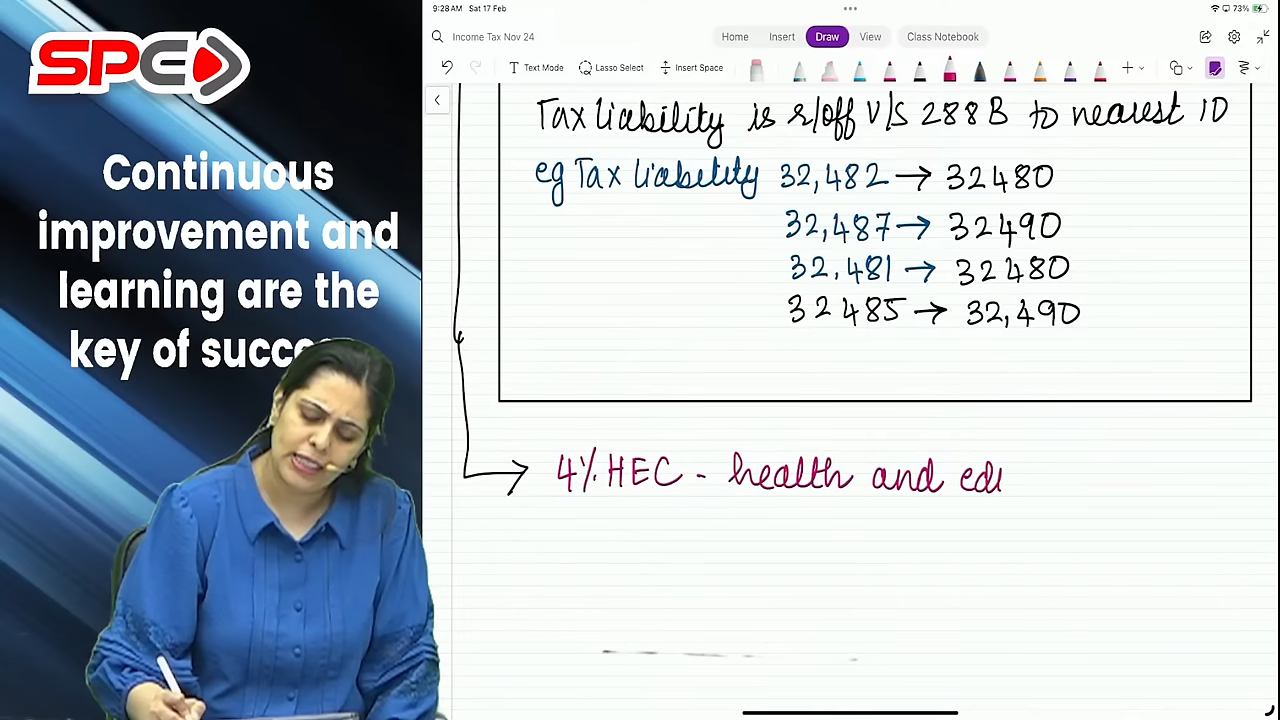 SPC
Continuous
improvement and
learning are the
key of succe
9:28 AM Sat 17 Feb
73%
Income Tax Nov 24
Home Insert Draw View Class Notebook
Text Mode Lasso Select Insert Space
Tax liability is r/off V/s 288B to nearest 10
eg Tax liability 32,482 → 32480
32,487 → 32490
32,481 → 32480
32485 → 32,490
4% HEC - health and edu